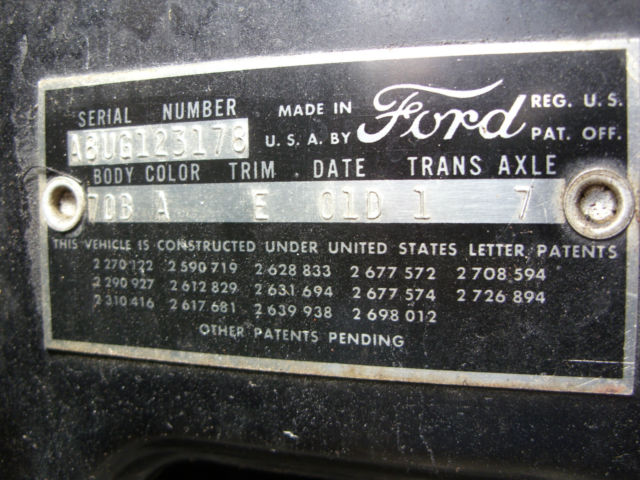 SERIAL NUMBER MADE IN Ford REG. U.S.
A8UG123178 U.S.A. BY PAT. OFF.
BODY COLOR TRIM DATE TRANS AXLE
70B A E 01D 1 7
THIS VEHICLE IS CONSTRUCTED UNDER UNITED STATES LETTER PATENTS
2 270 122 2 590 719 2 628 833 2 677 572 2 708 594
2 290 927 2 612 829 2 631 694 2 677 574 2 726 894
2 310 416 2 617 681 2 639 938 2 698 012
OTHER PATENTS PENDING